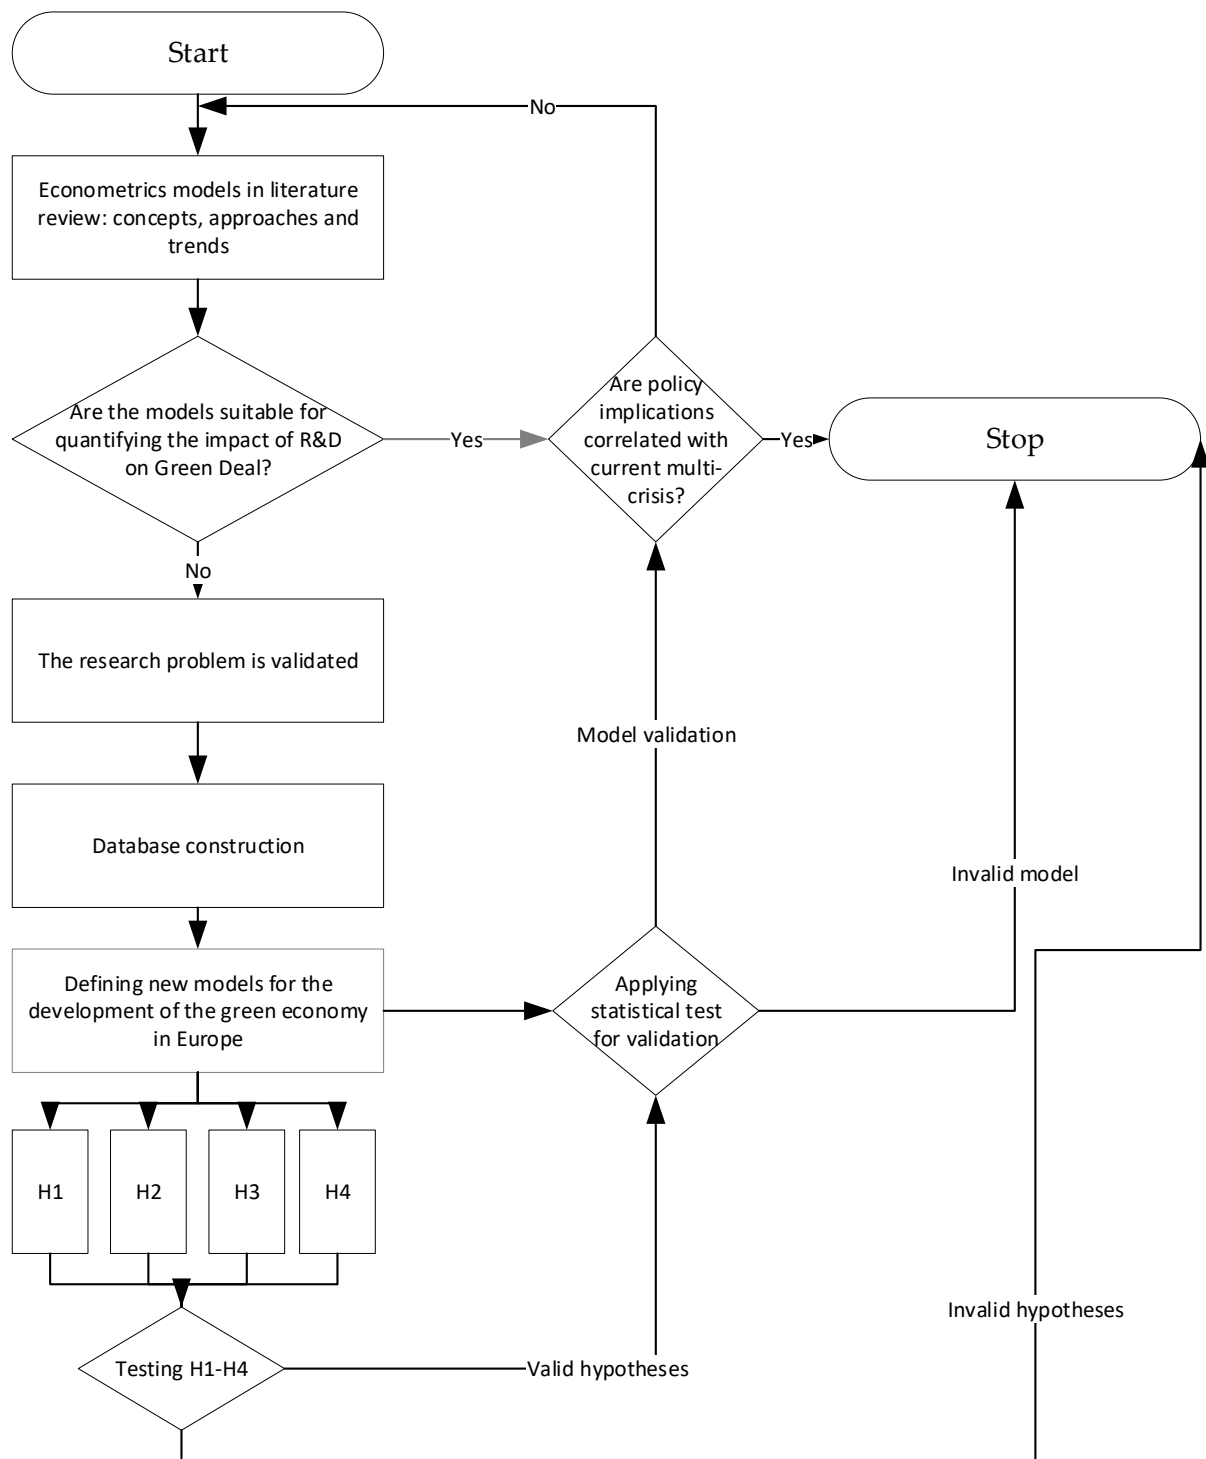 Start
No
Econometrics models in literature
review: concepts, approaches and
trends
Are the models suitable for
quantifying the impact of R&D
on Green Deal?
Yes
Are policy
implications
correlated with
current multi-
crisis?
Yes
Stop
No
The research problem is validated
Model validation
Database construction
Invalid model
Defining new models for the
development of the green economy
in Europe
Applying
statistical test
for validation
H1
H2
H3
H4
Invalid hypotheses
Testing H1-H4
Valid hypotheses